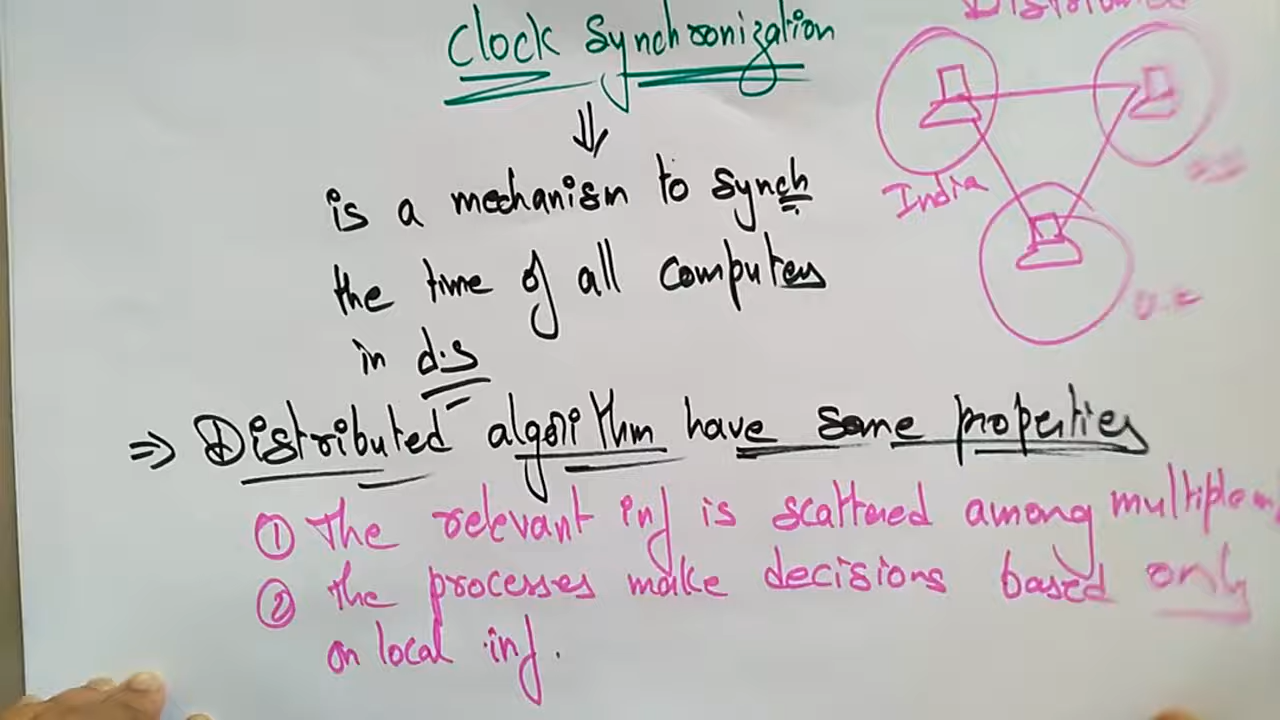 Clock Synchronization
⇓
is a mechanism to synch
the time of all computers
in d.s
India
U.K
⇒ Distributed algorithm have some properties
① The relevant inf is scattered among multiple
② the processes make decisions based only
on local inf.